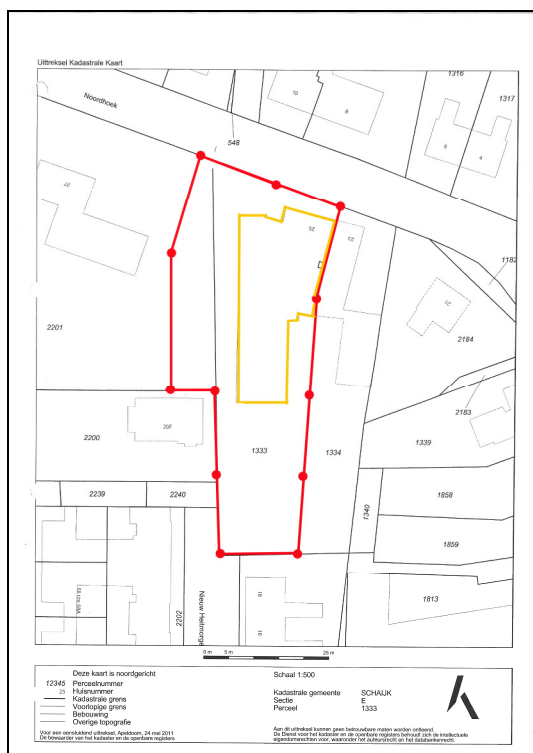 Uittreksel Kadastrale Kaart
Noordhoek
548
10
8
1316
1317
6
4
27
25
23
21
1182
2201
2184
2183
2200
20F
1333
1334
1339
2239
2240
1340
1858
1859
2202
18
16
1813
0 m 5 m 25 m
Deze kaart is noordgericht
12345 Perceelnummer
25 Huisnummer
Kadastrale grens
Voorlopige grens
Bebouwing
Overige topografie
Voor een eensluidend uittreksel, Apeldoorn, 24 mei 2011
De bewaarder van het kadaster en de openbare registers
Schaal 1:500
Kadastrale gemeente SCHAIJK
Sectie E
Perceel 1333
Aan dit uittreksel kunnen geen betrouwbare maten worden ontleend.
De Dienst voor het kadaster en de openbare registers behoudt zich de intellectuele
eigendomsrechten voor, waaronder het auteursrecht en het databankenrecht.